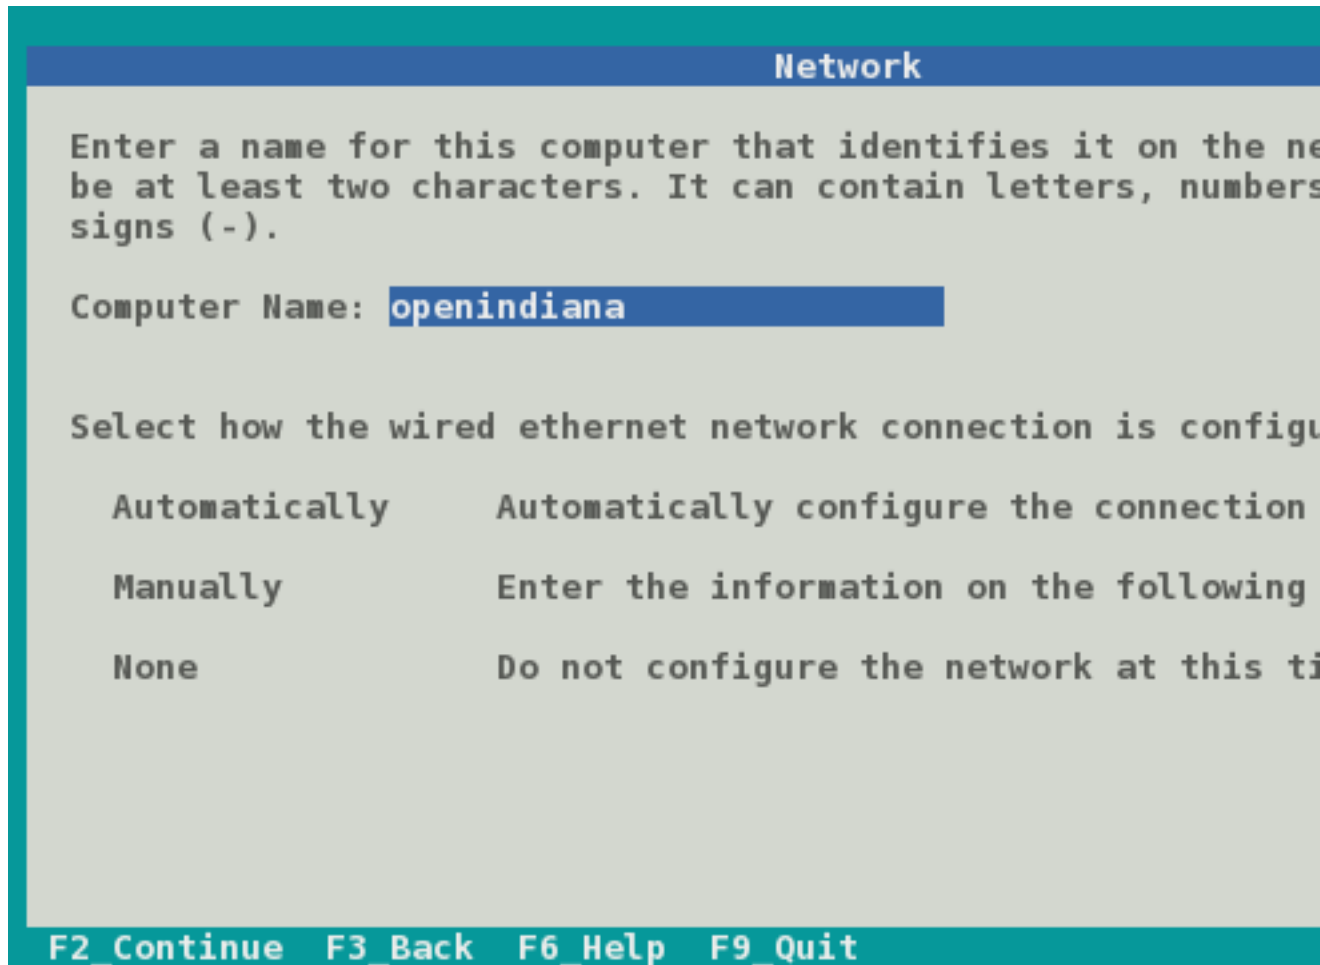 Network
Enter a name for this computer that identifies it on the
be at least two characters. It can contain letters, numbers
signs (-).
Computer Name: openindiana
Select how the wired ethernet network connection is
Automatically Automatically configure the connection
Manually Enter the information on the following
None Do not configure the network at this
F2_Continue F3_Back F6_Help F9_Quit